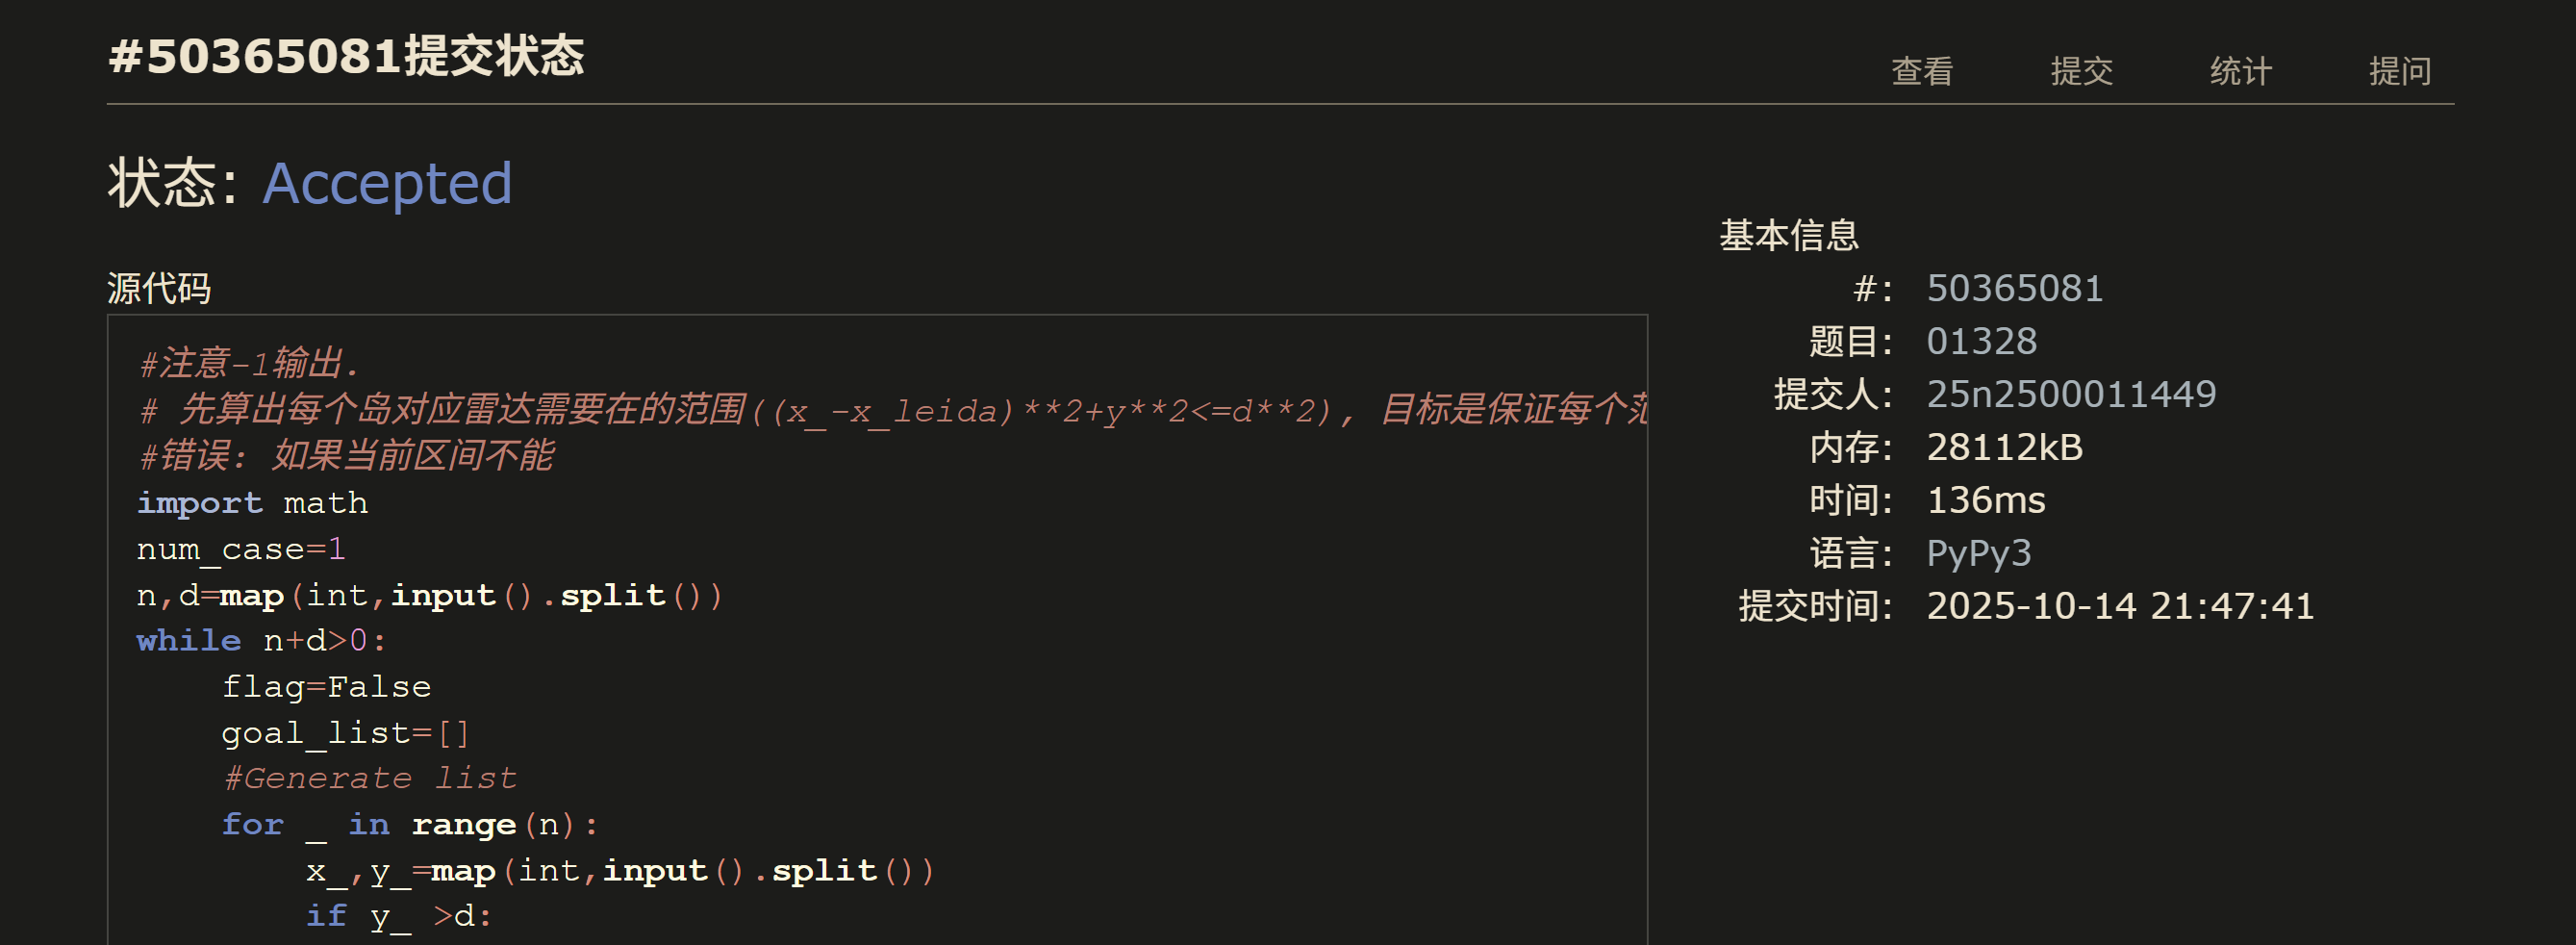 #50365081提交状态
查看 提交 统计 提问
状态: Accepted
源代码
#注意-1输出.
# 先算出每个岛对应雷达需要在的范围((x_-x_leida)**2+y**2<=d**2), 目标是保证每个范
#错误: 如果当前区间不能
import math
num_case=1
n,d=map(int,input().split())
while n+d>0:
    flag=False
    goal_list=[]
    #Generate list
    for _ in range(n):
        x_,y_=map(int,input().split())
        if y_ >d:
基本信息
#: 50365081
题目: 01328
提交人: 25n2500011449
内存: 28112kB
时间: 136ms
语言: PyPy3
提交时间: 2025-10-14 21:47:41